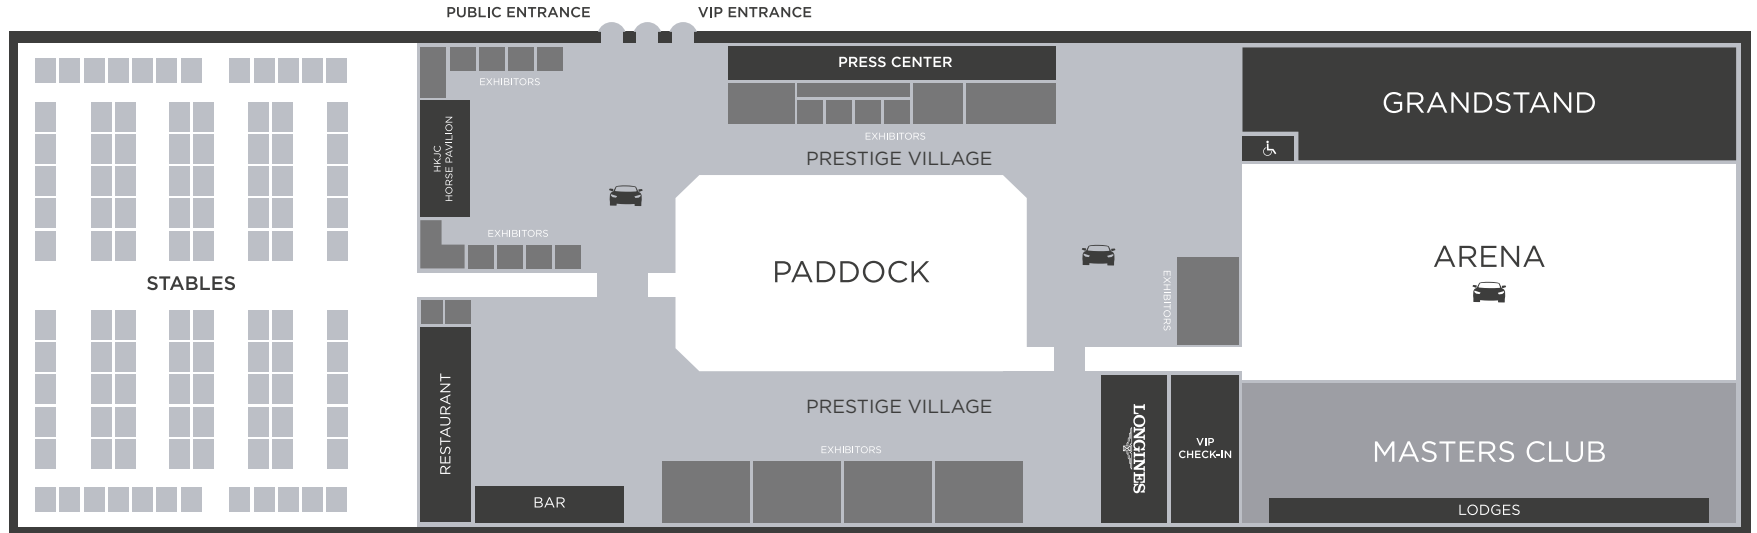 PUBLIC ENTRANCE
VIP ENTRANCE
PRESS CENTER
EXHIBITORS
GRANDSTAND
HKJC
HORSE PAVILION
EXHIBITORS
PRESTIGE VILLAGE
EXHIBITORS
STABLES
PADDOCK
EXHIBITORS
ARENA
RESTAURANT
PRESTIGE VILLAGE
EXHIBITORS
LONGINES
VIP
CHECK-IN
MASTERS CLUB
BAR
LODGES